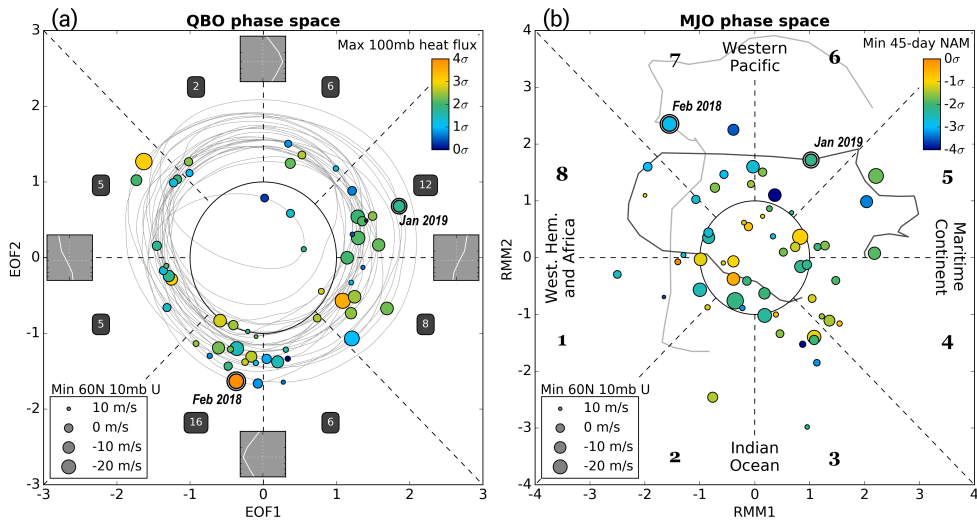 (a)
QBO phase space
3
2
1
0
-1
-2
-3
-3
-2
-1
0
1
2
3
EOF2
EOF1
Max 100mb heat flux
4σ
3σ
2σ
1σ
0σ
2
6
5
12
5
8
16
6
Jan 2019
Feb 2018
Min 60N 10mb U
10 m/s
0 m/s
-10 m/s
-20 m/s
(b)
MJO phase space
4
3
2
1
0
-1
-2
-3
-4
-4
-3
-2
-1
0
1
2
3
4
RMM2
RMM1
Min 45-day NAM
0σ
-1σ
-2σ
-3σ
-4σ
7
Western
Pacific
6
8
5
West. Hem.
and Africa
Maritime
Continent
1
4
2
Indian
Ocean
3
Feb 2018
Jan 2019
Min 60N 10mb U
10 m/s
0 m/s
-10 m/s
-20 m/s